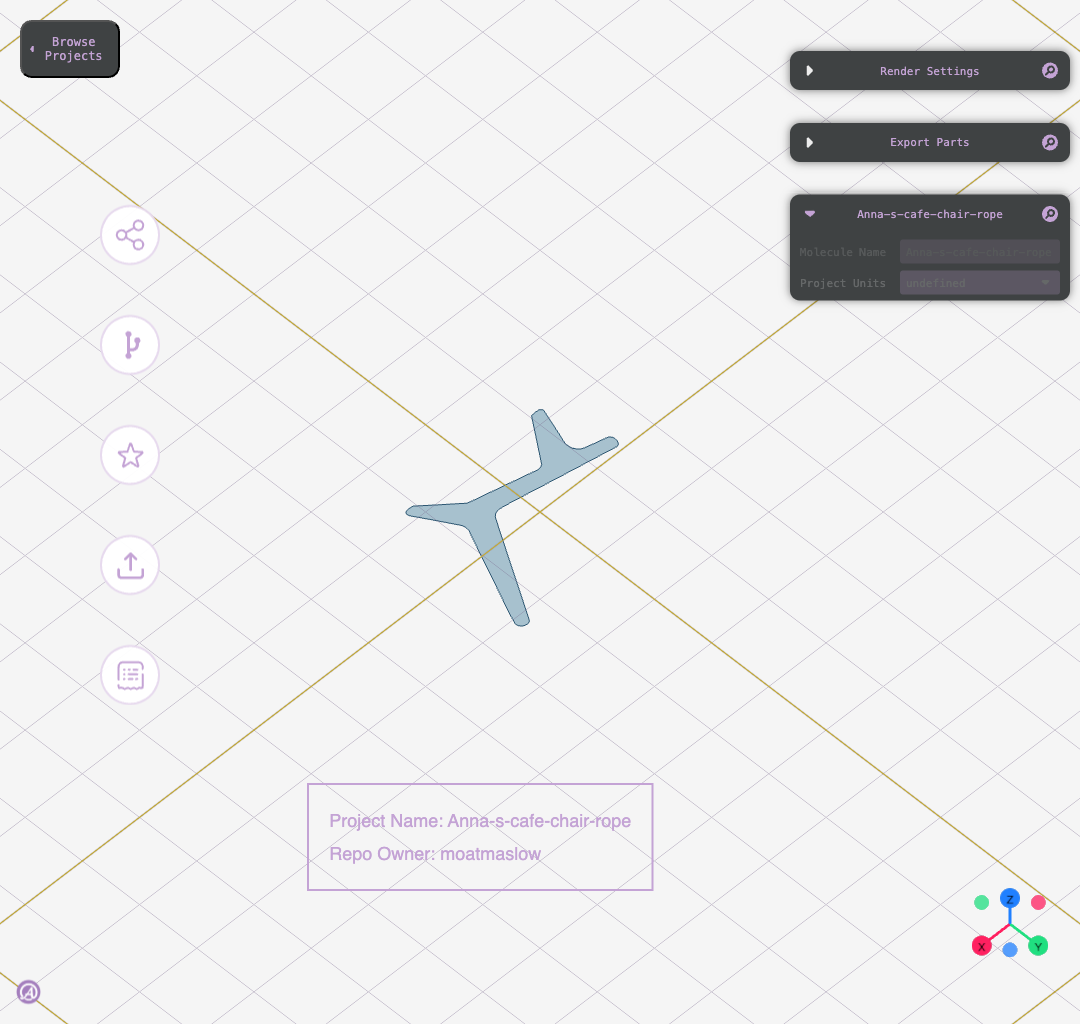 Browse
Projects
Render Settings
Export Parts
Anna-s-cafe-chair-rope
Molecule Name
Anna-s-cafe-chair-rope
Project Units
undefined
Project Name: Anna-s-cafe-chair-rope
Repo Owner: moatmaslow
Z
X
Y